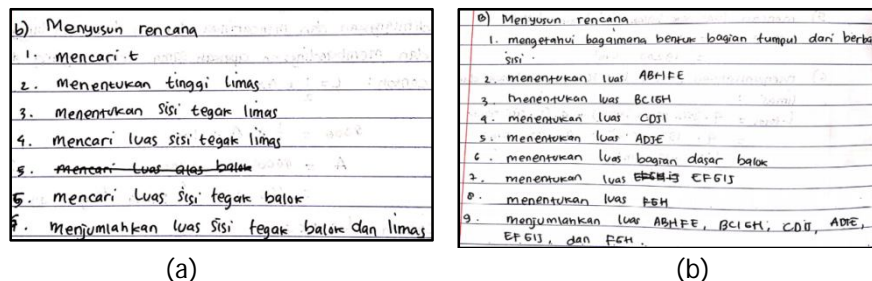 b) Menyusun rencana
1. mencari t
2. menentukan tinggi limas
3. menentukan sisi tegak limas
4. mencari luas sisi tegak limas
5. mencari Luas alas balok
5. mencari Luas sisi tegak balok
6. menjumlahkan luas sisi tegak balok dan limas
(a)
B) Menyusun rencana
1. mengetahui bagaimana bentuk bagian tumpul dari berba
sisi.
2. menentukan luas ABHFE
3. menentukan luas BCIGH
4. menentukan luas CDJI
5. menentukan luas ADJE
6. menentukan luas bagian dasar balok
7. menentukan luas EFGIJ
8. menentukan luas FGH
9. menjumlahkan luas ABHFE, BCIGH, CDJI, ADJE,
EFGIJ, dan FGH.
(b)